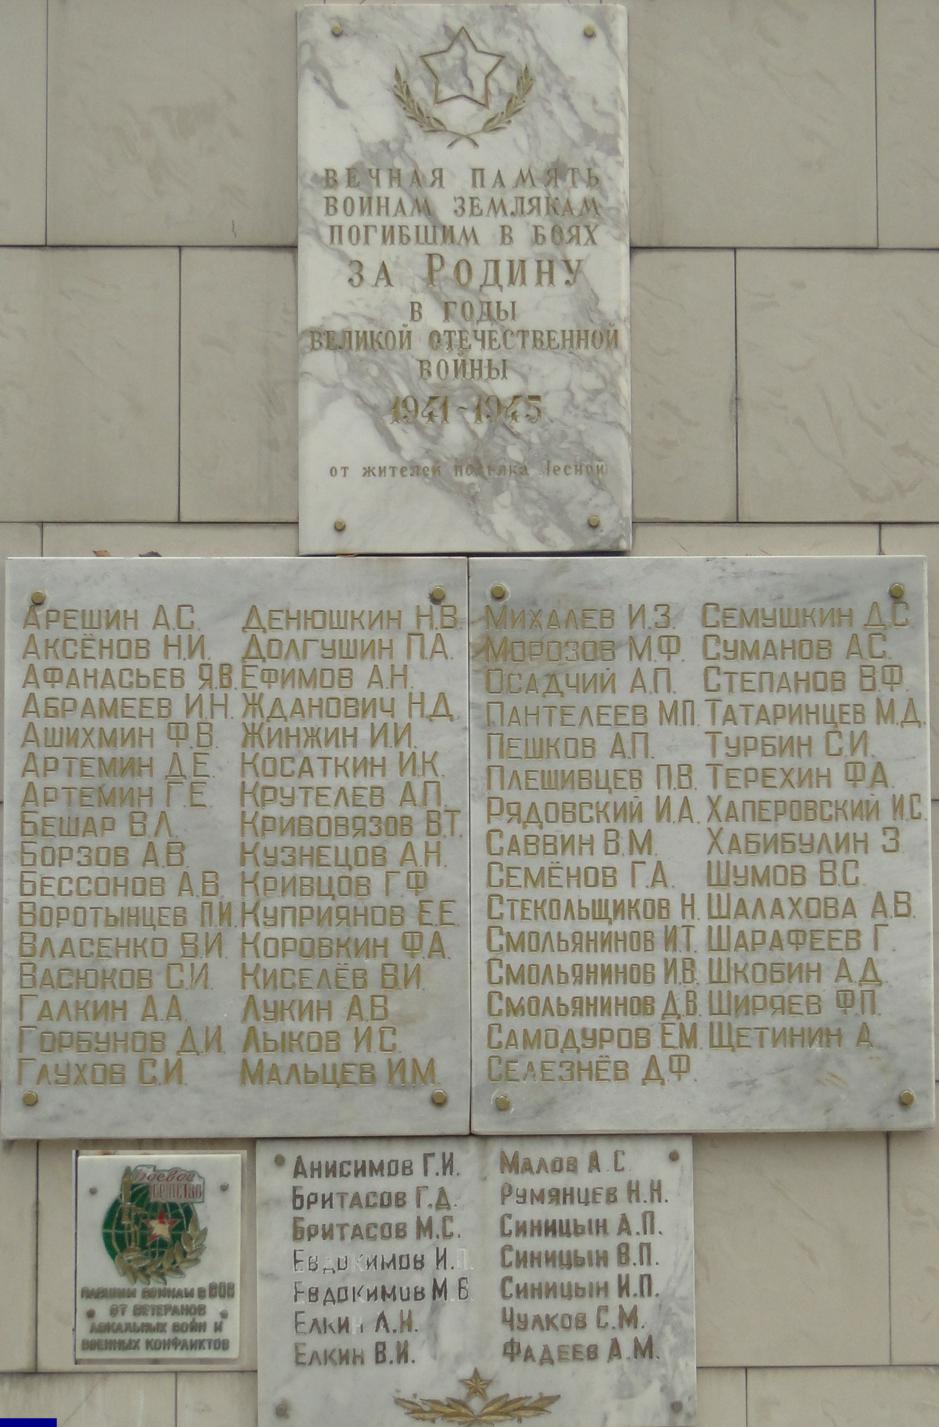 ВЕЧНАЯ ПАМЯТЬ
ВОИНАМ ЗЕМЛЯКАМ
ПОГИБШИМ В БОЯХ
ЗА РОДИНУ
В ГОДЫ
ВЕЛИКОЙ ОТЕЧЕСТВЕННОЙ
ВОЙНЫ
1941-1945
от жителей посёлка Лесной
АРЕШИН А.С.
АКСЁНОВ Н.И.
АФАНАСЬЕВ Я.В.
АБРАМЕЕВ И.Н.
АШИХМИН Ф.В.
АРТЕМИН Д.Е.
АРТЕМИН Г.Е.
БЕШАР В.Л.
БОРЗОВ А.В.
БЕССОНОВ А.В.
ВОРОТЫНЦЕВ П.И.
ВЛАСЕНКО В.И.
ВАСЮКОВ С.И.
ГАЛКИН А.А.
ГОРБУНОВ Д.И.
ГЛУХОВ С.И.
ДЕНЮШКИН Н.В.
ДОЛГУШИН П.А.
ЕФИМОВ А.Н.
ЖДАНОВИЧ Н.Д.
ЖИНЖИН И.И.
КОСАТКИН И.К.
КРУТЕЛЕВ А.П.
КРИВОВЯЗОВ В.Т.
КУЗНЕЦОВ А.Н.
КРИВЦОВ Г.Ф.
КУПРИЯНОВ Е.Е.
КОРОВКИН Ф.А.
КИСЕЛЁВ В.И.
ЛУКИН А.В.
ЛЫКОВ И.С.
МАЛЬЦЕВ И.М.
МИХАЛЕВ И.З.
МОРОЗОВ М.Ф.
ОСАДЧИЙ А.П.
ПАНТЕЛЕЕВ М.П.
ПЕШКОВ А.П.
ПЛЕШИВЦЕВ П.В.
РЯДОВСКИЙ И.А.
САВВИН В.М.
СЕМЁНОВ Г.А.
СТЕКОЛЬЩИКОВ Н.
СМОЛЬЯНИНОВ И.Т.
СМОЛЬЯНИНОВ И.В.
СМОЛЬЯНИНОВ Д.В.
САМОДУРОВ Е.М.
СЕЛЕЗНЁВ А.Ф.
СЕМУШКИН Д.С
СУМАНОВ А.С.
СТЕПАНОВ В.Ф.
ТАТАРИНЦЕВ М.Д.
ТУРБИН С.И.
ТЕРЕХИН Ф.А.
ХАПЕРОВСКИЙ И.С.
ХАБИБУЛИН З.
ШУМОВ В.С.
ШАЛАХОВА А.В.
ШАРАФЕЕВ Г.
ШКОБИН А.Д.
ШИРЯЕВ Ф.П.
ЩЕТИНИН А.
Боевое
братство
ПАВШИМ ВОИНАМ В ВОВ
ОТ ВЕТЕРАНОВ
ЛОКАЛЬНЫХ ВОЙН И
ВОЕННЫХ КОНФЛИКТОВ
АНИСИМОВ Г.И.
БРИТАСОВ Г.Д.
БРИТАСОВ М.С.
ЕВДОКИМОВ И.П.
ЕВДОКИМОВ М.Б
ЕЛКИН Л.И.
ЕЛКИН В.И.
МАЛОВ А.С.
РУМЯНЦЕВ Н.Н.
СИНИЦЫН А.П.
СИНИЦЫН В.П.
СИНИЦЫН И.П.
ЧУЛКОВ С.М.
ФАДЕЕВ А.М.